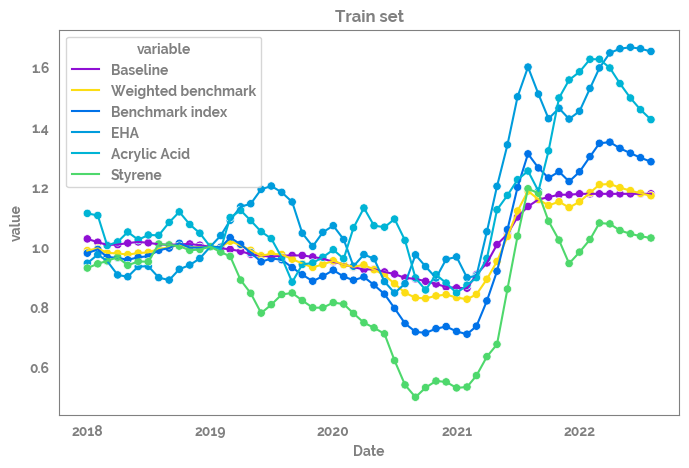 Train set
variable
Baseline
Weighted benchmark
Benchmark index
EHA
Acrylic Acid
Styrene
value
1.6
1.4
1.2
1.0
0.8
0.6
2018 2019 2020 2021 2022
Date